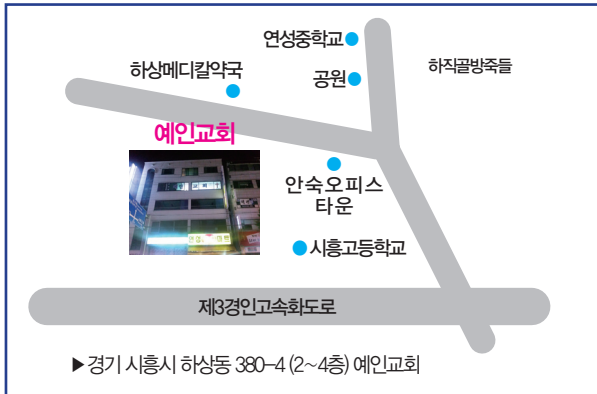 연성중학교
하상메디칼약국
공원
하직골방죽들
예인교회
안숙오피스
타운
시흥고등학교
제3경인고속화도로
▶경기 시흥시 하상동 380-4 (2~4층) 예인교회